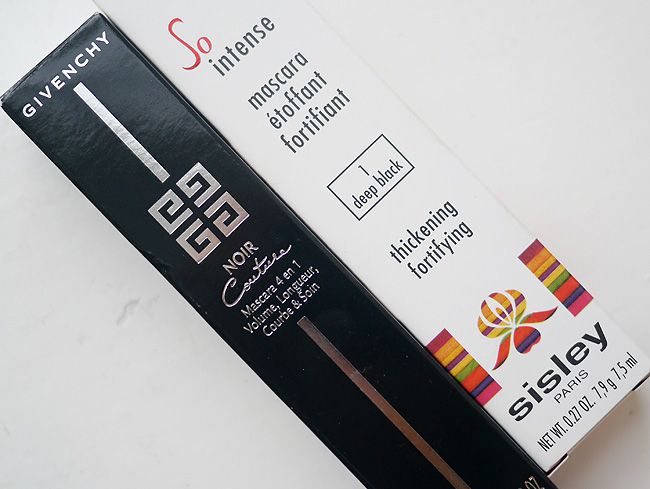 GIVENCHY
NOIR
Couture
Mascara 4 en 1
Volume, Longueur,
Courbe & Soin
OZ.
So
intense
mascara
étoffant
fortifiant
1
deep black
thickening
fortifying
sisley
PARIS
NET WT. 0.27 OZ. 7,9 g 7,5 ml